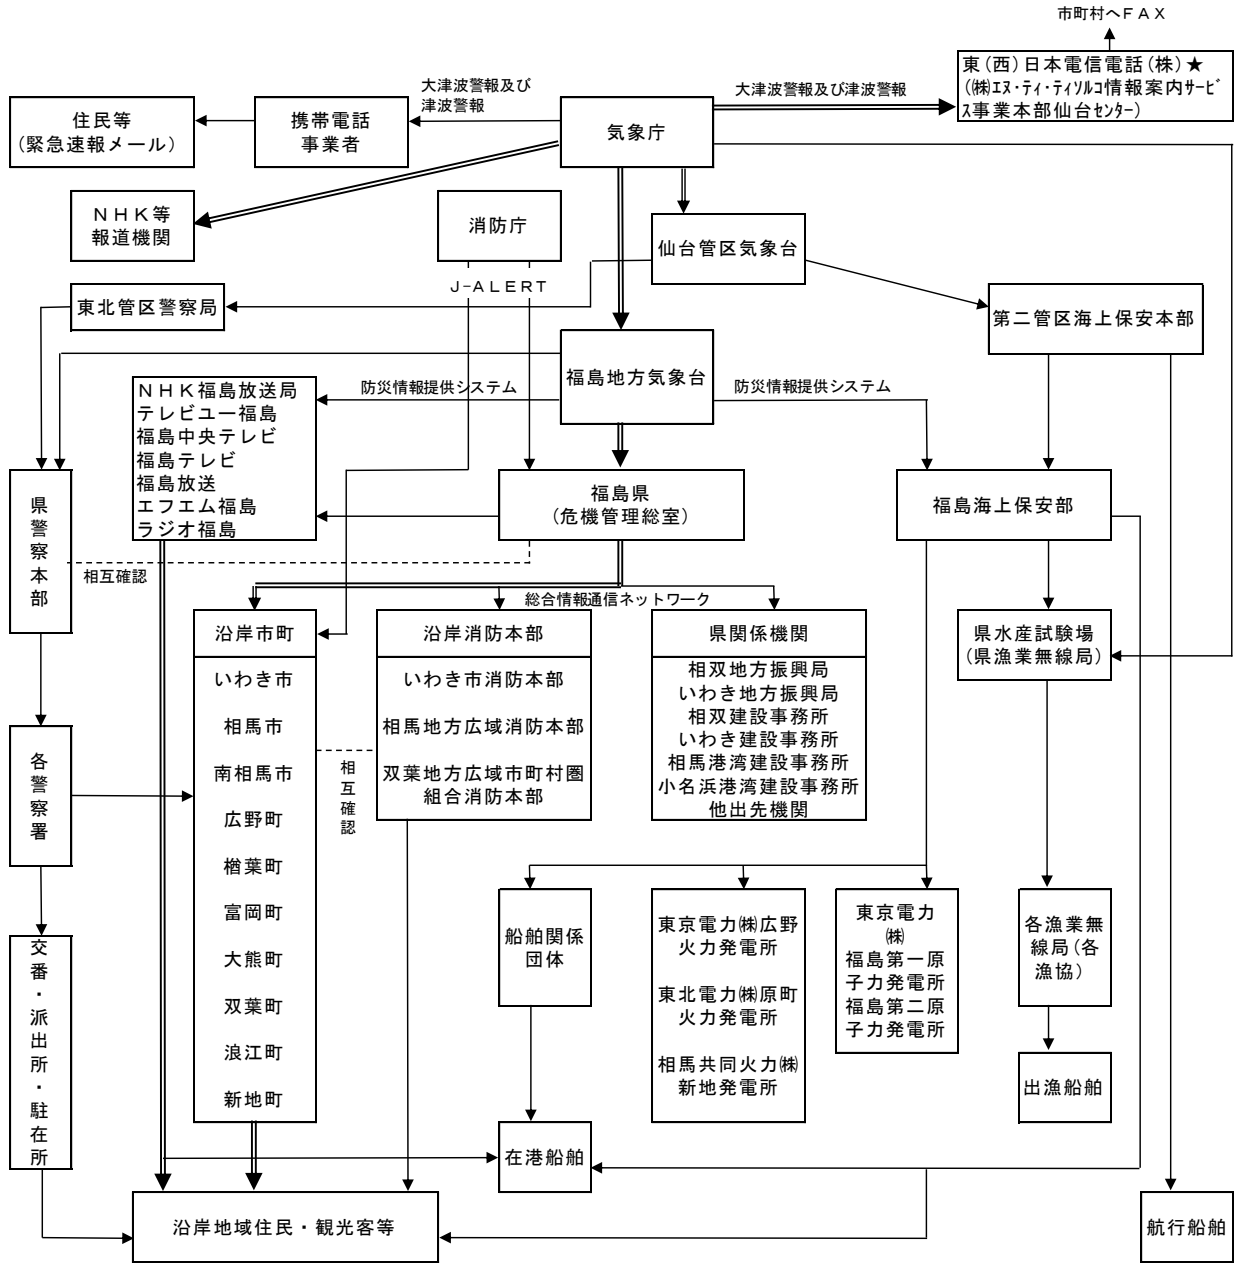 市町村へＦＡＸ
東（西）日本電信電話（株）★
（㈱ｴﾇ･ﾃｨ･ﾃｨｿﾙｺ情報案内ｻｰﾋﾞ
ｽ事業本部仙台ｾﾝﾀｰ）
大津波警報及び
津波警報
大津波警報及び津波警報
住民等
（緊急速報メール）
携帯電話
事業者
気象庁
ＮＨＫ等
報道機関
消防庁
仙台管区気象台
Ｊ-ＡＬＥＲＴ
東北管区警察局
第二管区海上保安本部
福島地方気象台
防災情報提供システム
防災情報提供システム
ＮＨＫ福島放送局
テレビユー福島
福島中央テレビ
福島テレビ
福島放送
エフエム福島
ラジオ福島
県警察本部
福島県
（危機管理総室）
福島海上保安部
相互確認
総合情報通信ネットワーク
沿岸市町
いわき市
相馬市
南相馬市
広野町
楢葉町
富岡町
大熊町
双葉町
浪江町
新地町
沿岸消防本部
いわき市消防本部
相馬地方広域消防本部
双葉地方広域市町村圏
組合消防本部
県関係機関
相双地方振興局
いわき地方振興局
相双建設事務所
いわき建設事務所
相馬港湾建設事務所
小名浜港湾建設事務所
他出先機関
県水産試験場
（県漁業無線局）
相互確認
各警察署
交番・派出所・駐在所
船舶関係
団体
東京電力㈱広野
火力発電所
東北電力㈱原町
火力発電所
相馬共同火力㈱
新地発電所
東京電力
㈱
福島第一原
子力発電所
福島第二原
子力発電所
各漁業無
線局（各
漁協）
出漁船舶
在港船舶
沿岸地域住民・観光客等
航行船舶